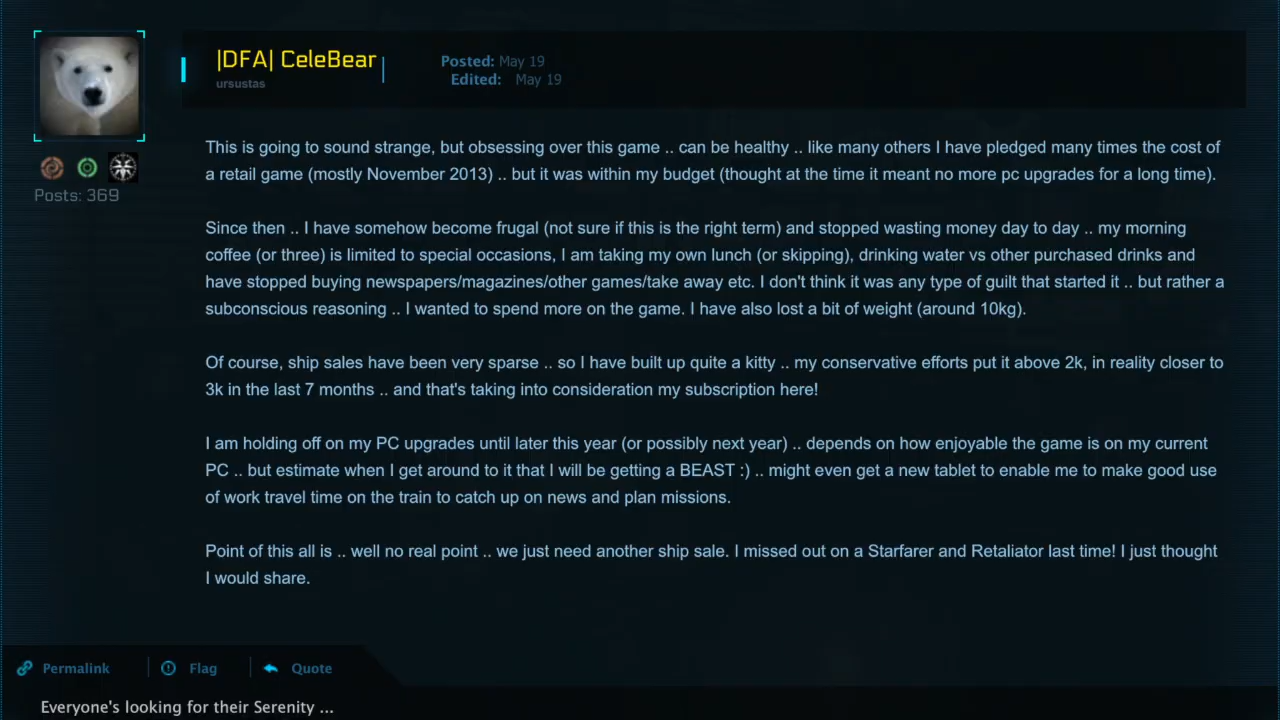 |DFA| CeleBear
ursustas
Posted: May 19
Edited: May 19
Posts: 369
This is going to sound strange, but obsessing over this game .. can be healthy .. like many others I have pledged many times the cost of
a retail game (mostly November 2013) .. but it was within my budget (thought at the time it meant no more pc upgrades for a long time).
Since then .. I have somehow become frugal (not sure if this is the right term) and stopped wasting money day to day .. my morning
coffee (or three) is limited to special occasions, I am taking my own lunch (or skipping), drinking water vs other purchased drinks and
have stopped buying newspapers/magazines/other games/take away etc. I don't think it was any type of guilt that started it .. but rather a
subconscious reasoning .. I wanted to spend more on the game. I have also lost a bit of weight (around 10kg).
Of course, ship sales have been very sparse .. so I have built up quite a kitty .. my conservative efforts put it above 2k, in reality closer to
3k in the last 7 months .. and that's taking into consideration my subscription here!
I am holding off on my PC upgrades until later this year (or possibly next year) .. depends on how enjoyable the game is on my current
PC .. but estimate when I get around to it that I will be getting a BEAST :) .. might even get a new tablet to enable me to make good use
of work travel time on the train to catch up on news and plan missions.
Point of this all is .. well no real point .. we just need another ship sale. I missed out on a Starfarer and Retaliator last time! I just thought
I would share.
Permalink
Flag
Quote
Everyone's looking for their Serenity ...